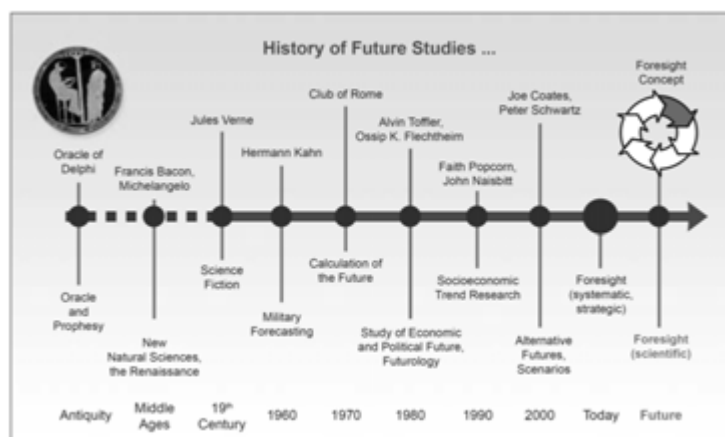 History of Future Studies ...
Foresight
Concept
Club of Rome
Joe Coates,
Peter Schwartz
Jules Verne
Alvin Toffler,
Ossip K. Flechtheim
Oracle of
Delphi
Francis Bacon,
Michelangelo
Hermann Kahn
Faith Popcorn,
John Naisbitt
Oracle
and
Prophesy
New
Natural Sciences,
the Renaissance
Science
Fiction
Military
Forecasting
Calculation of
the Future
Study of Economic
and Political Future,
Futurology
Socioeconomic
Trend Research
Alternative
Futures,
Scenarios
Foresight
(systematic,
strategic)
Foresight
(scientific)
Antiquity
Middle
Ages
19th
Century
1960
1970
1980
1990
2000
Today
Future